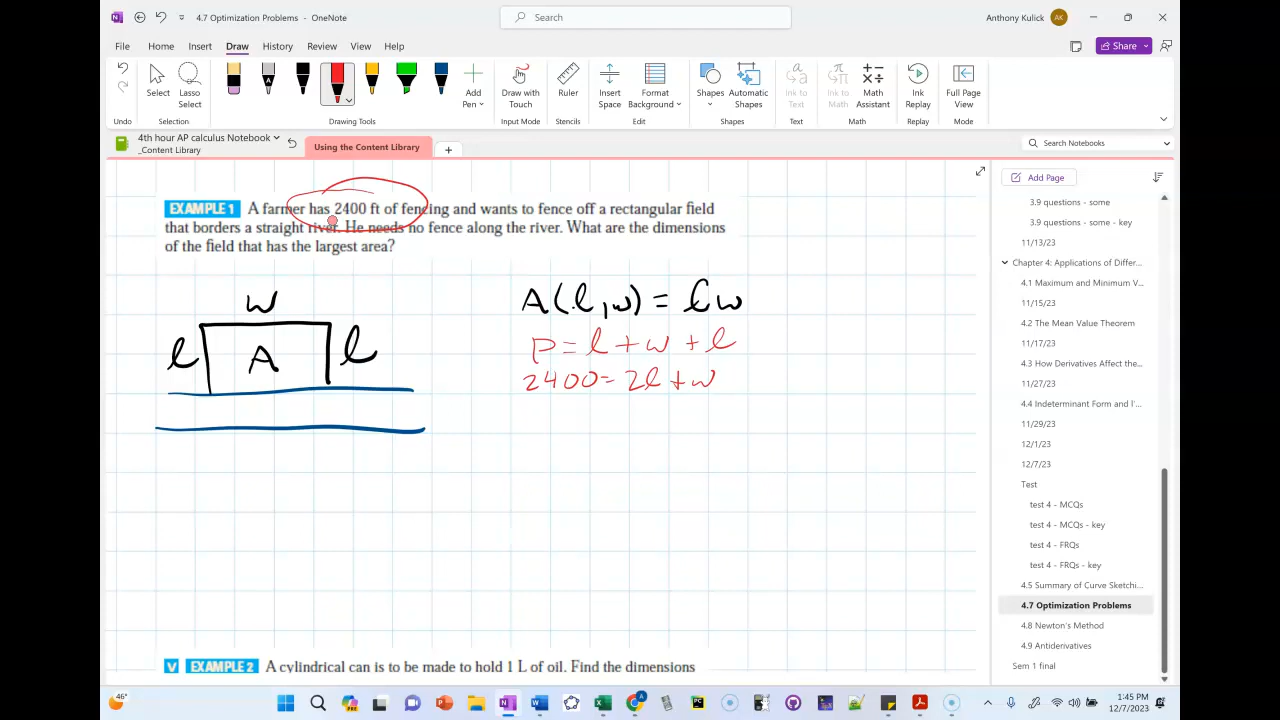 4.7 Optimization Problems - OneNote
Search
Anthony Kulick
AK
File Home Insert Draw History Review View Help
Share
Undo
Select
Lasso Select
Add Pen
Draw with Touch
Ruler
Insert Space
Format Background
Shapes
Automatic Shapes
Ink to Text
Ink to Math
Math Assistant
Ink Replay
Full Page View
Undo Selection Drawing Tools Input Mode Stencils Edit Shapes Text Math Replay Mode
4th hour AP calculus Notebook
_Content Library
Using the Content Library
+
Search Notebooks
EXAMPLE 1 A farmer has 2400 ft of fencing and wants to fence off a rectangular field
that borders a straight river. He needs no fence along the river. What are the dimensions
of the field that has the largest area?
w
l A l
A(l,w) = lw
P = l + w + l
2400 = 2l + w
V EXAMPLE 2 A cylindrical can is to be made to hold 1 L of oil. Find the dimensions
Add Page
3.9 questions - some
3.9 questions - some - key
11/13/23
Chapter 4: Applications of Differ...
4.1 Maximum and Minimum V...
11/15/23
4.2 The Mean Value Theorem
11/17/23
4.3 How Derivatives Affect the...
11/27/23
4.4 Indeterminant Form and l'...
11/29/23
12/1/23
12/7/23
Test
test 4 - MCQs
test 4 - MCQs - key
test 4 - FRQs
test 4 - FRQs - key
4.5 Summary of Curve Sketchi...
4.7 Optimization Problems
4.8 Newton's Method
4.9 Antiderivatives
Sem 1 final
46°
1:45 PM
12/7/2023